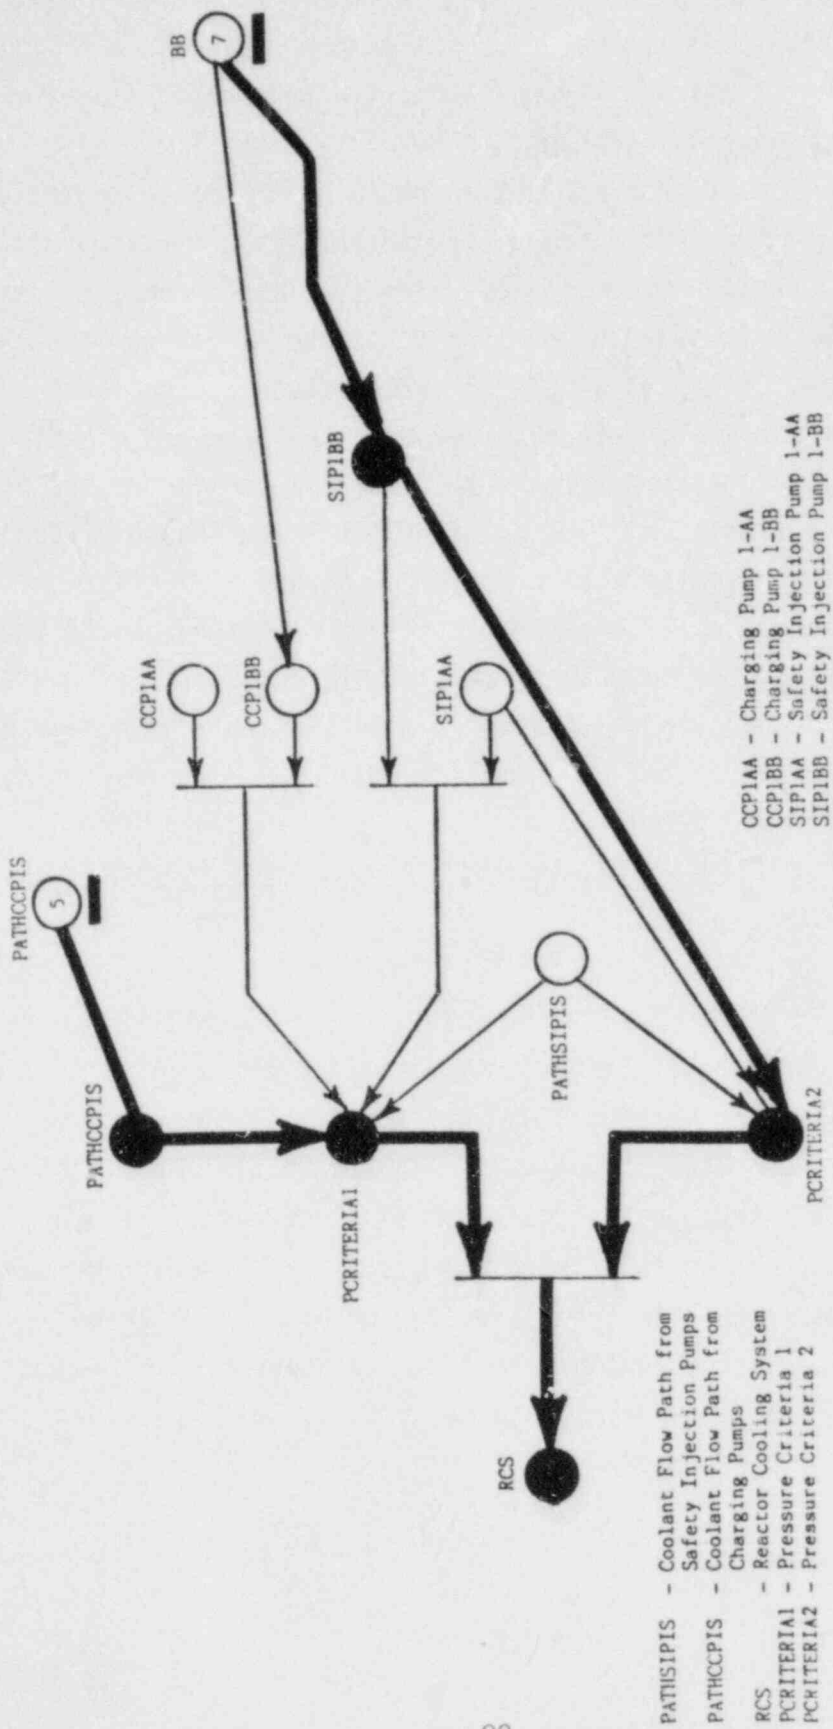 PATHCCPIS
5
BB
7
PATHCCPIS
CCP1AA
CCP1BB
SIP1BB
SIP1AA
PCRITERIA1
PATHSIPIS
RCS
PCRITERIA2
PATHSIPIS - Coolant Flow Path from
Safety Injection Pumps
PATHCCPIS - Coolant Flow Path from
Charging Pumps
RCS - Reactor Cooling System
PCRITERIA1 - Pressure Criteria 1
PCRITERIA2 - Pressure Criteria 2
CCP1AA - Charging Pump 1-AA
CCP1BB - Charging Pump 1-BB
SIP1AA - Safety Injection Pump 1-AA
SIP1BB - Safety Injection Pump 1-BB